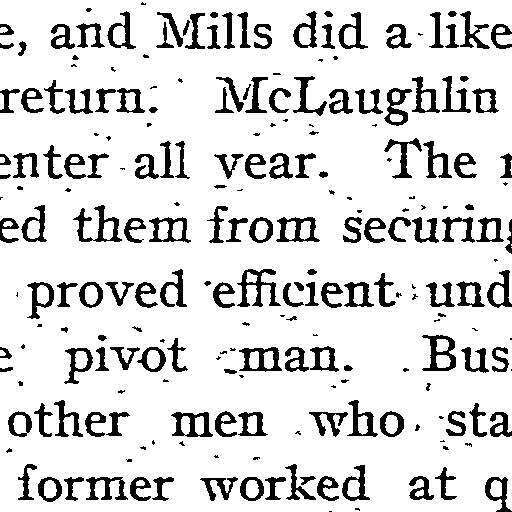 e, and Mills did a like
return. McLaughlin
enter all year. The
ed them from securing
proved efficient und
e pivot man. Bus
other men who sta
former worked at q